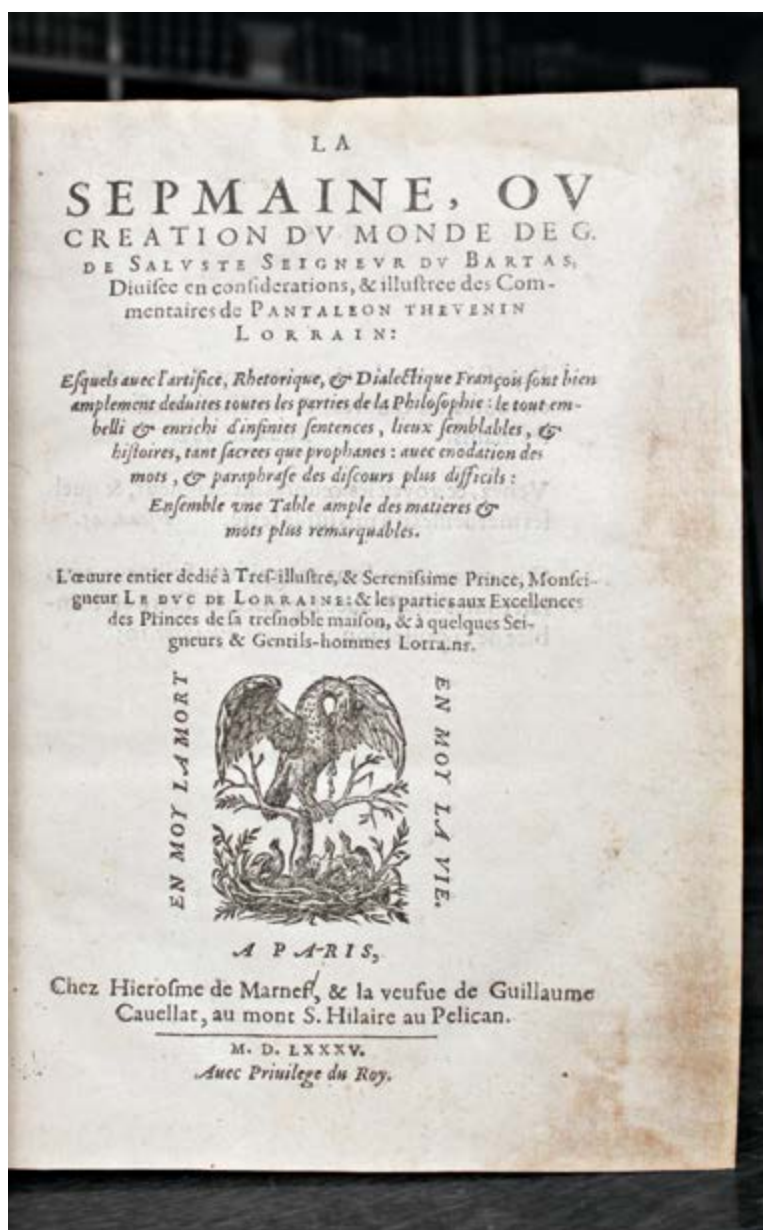 LA
SEPMAINE, OV
CREATION DV MONDE DE G.
DE SALVSTE SEIGNEVR DV BARTAS,
Diuiſee en conſiderations, & illuſtree des Com-
mentaires de PANTALEON THEVENIN
LORRAIN:
Eſquels auec l'artifice, Rhetorique, & Dialectique François ſont bien
amplement deduites toutes les parties de la Philoſophie : le tout em-
belli & enrichi d'infinies ſentences, lieux ſemblables, &
hiſtoires, tant ſacrees que prophanes : auec enodation des
mots, & paraphraſe des diſcours plus difficils :
Enſemble vne Table ample des matieres &
mots plus remarquables.
L'œuure entier dedié à Treſ-illuſtre, & Sereniſsime Prince, Monſei-
gneur LE DVC DE LORRAINE: & les parties aux Excellences
des Princes de ſa treſnoble maiſon, & à quelques Sei-
gneurs & Gentils-hommes Lorrains.
EN MOY LA MORT
EN MOY LA VIE.
A PARIS,
Chez Hieroſme de Marnef, & la veufue de Guillaume
Cauellat, au mont S. Hilaire au Pelican.
M. D. LXXXV.
Auec Priuilege du Roy.